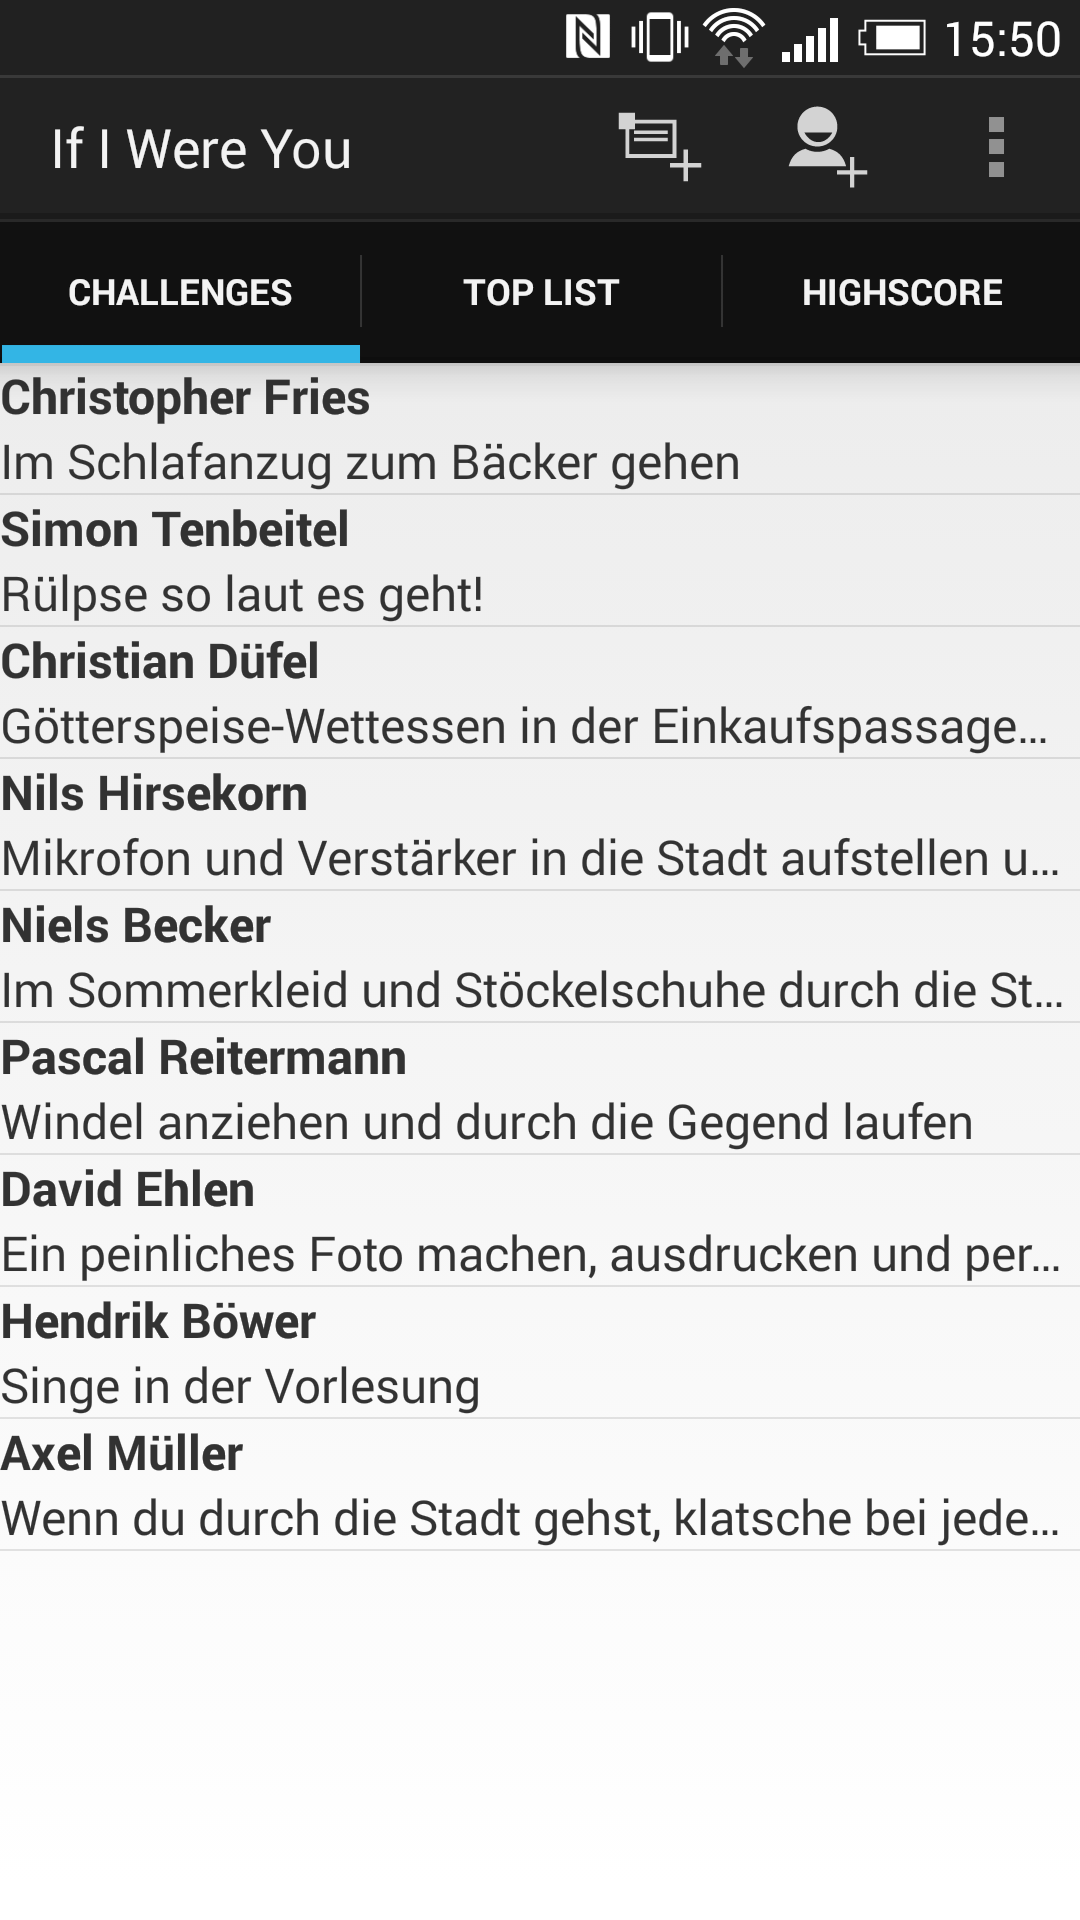 15:50
If I Were You
CHALLENGES
TOP LIST
HIGHSCORE
Christopher Fries
Im Schlafanzug zum Bäcker gehen
Simon Tenbeitel
Rülpse so laut es geht!
Christian Düfel
Götterspeise-Wettessen in der Einkaufspassage...
Nils Hirsekorn
Mikrofon und Verstärker in die Stadt aufstellen u...
Niels Becker
Im Sommerkleid und Stöckelschuhe durch die St...
Pascal Reitermann
Windel anziehen und durch die Gegend laufen
David Ehlen
Ein peinliches Foto machen, ausdrucken und per...
Hendrik Böwer
Singe in der Vorlesung
Axel Müller
Wenn du durch die Stadt gehst, klatsche bei jede...